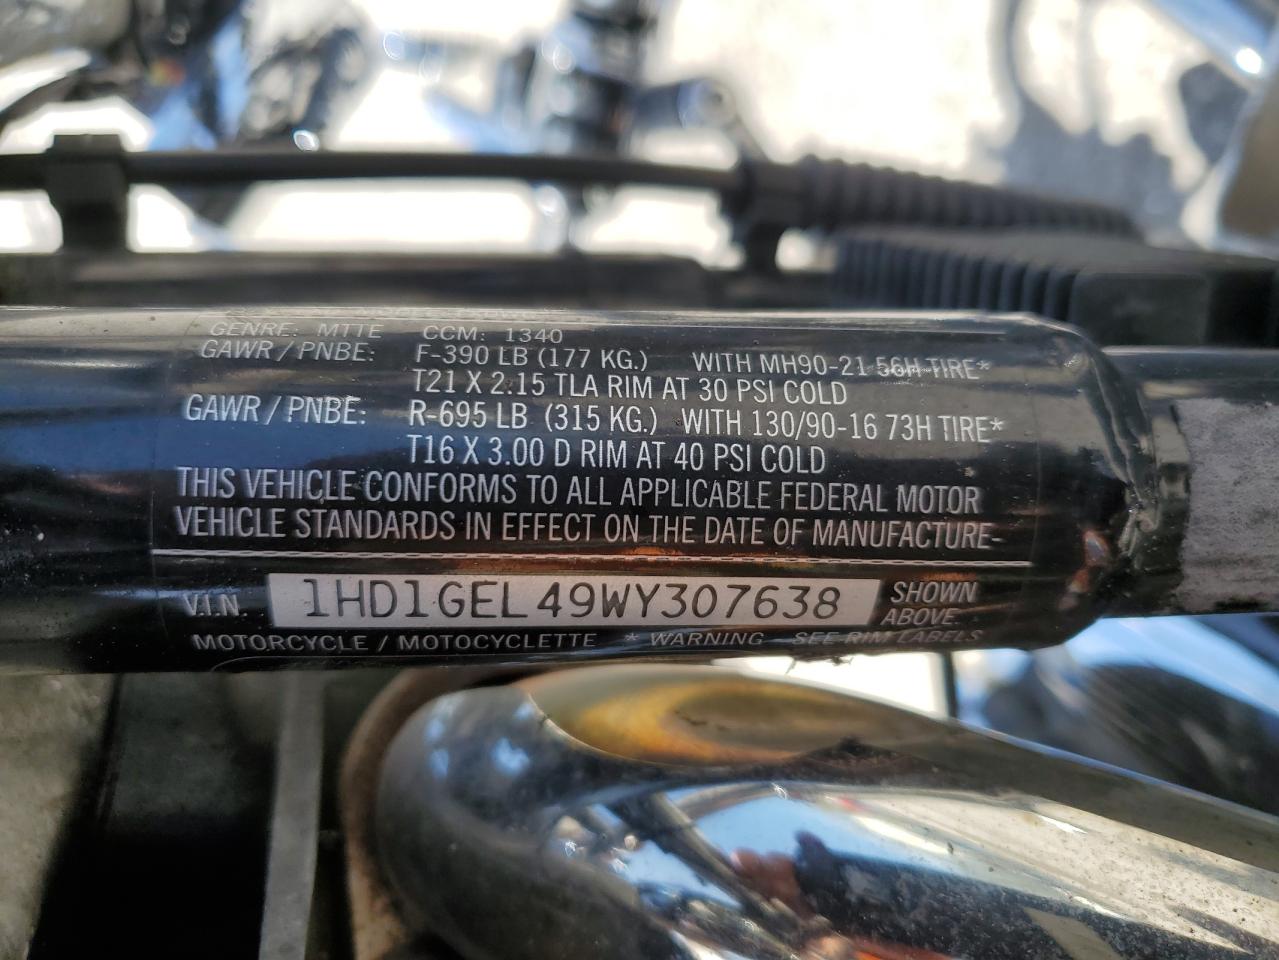 GENRE: MTTE CCM: 1340
GAWR / PNBE: F-390 LB (177 KG.) WITH MH90-21 56H TIRE*
T21 X 2.15 TLA RIM AT 30 PSI COLD
GAWR / PNBE: R-695 LB (315 KG.) WITH 130/90-16 73H TIRE*
T16 X 3.00 D RIM AT 40 PSI COLD
THIS VEHICLE CONFORMS TO ALL APPLICABLE FEDERAL MOTOR
VEHICLE STANDARDS IN EFFECT ON THE DATE OF MANUFACTURE-
V.I.N. 1HD1GEL49WY307638 SHOWN
ABOVE.
MOTORCYCLE / MOTOCYCLETTE * WARNING - SEE RIM LABELS